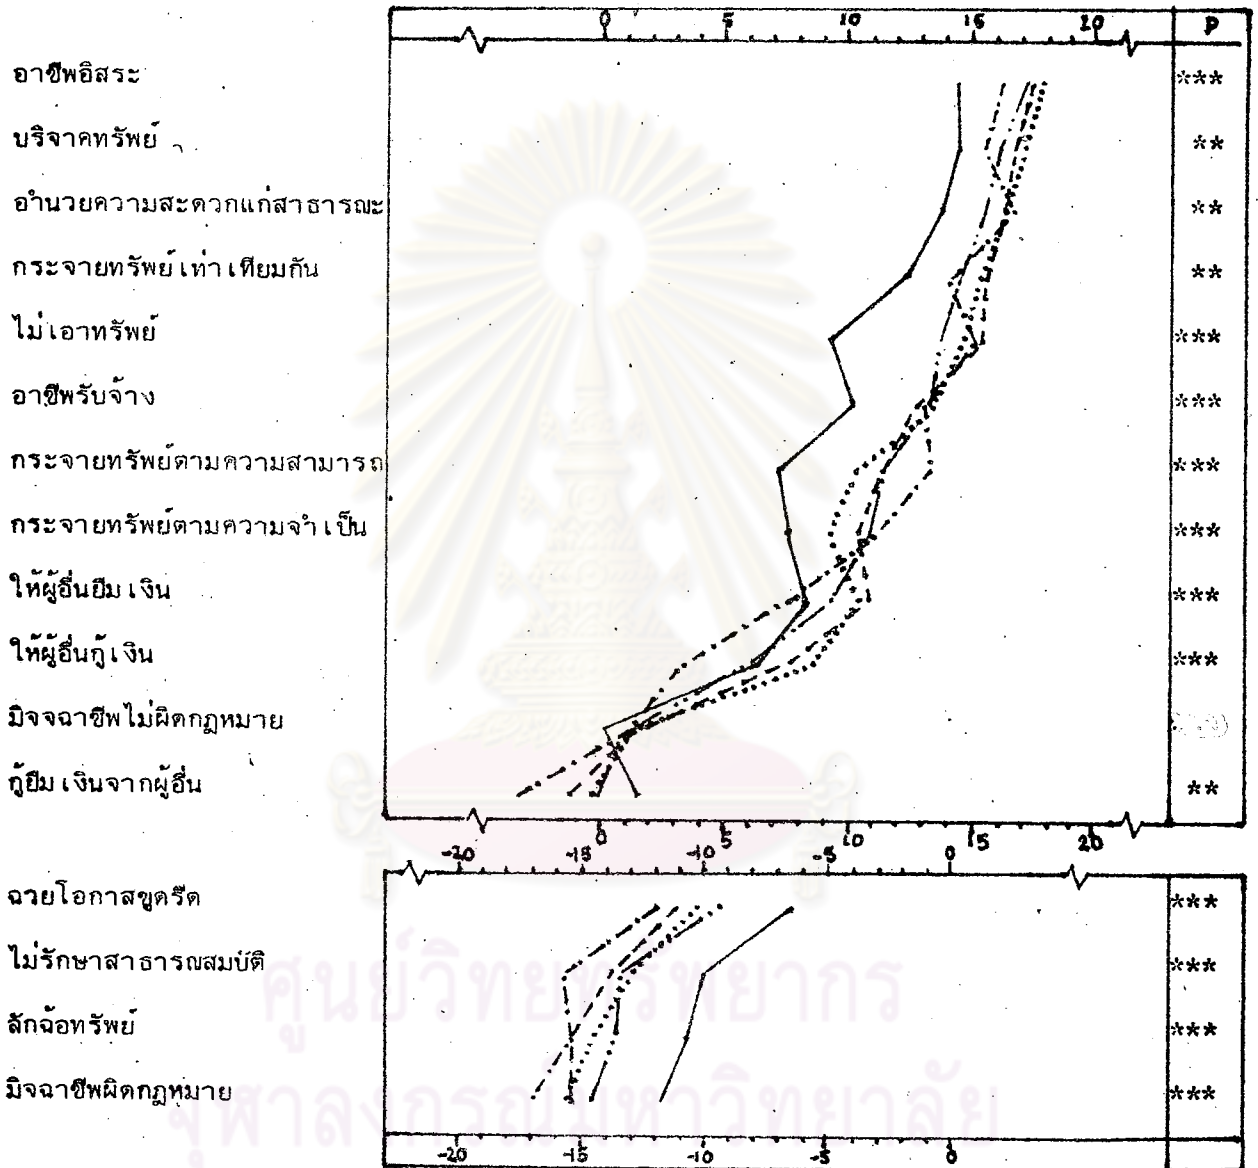 0 5 10 15 20 P
อาชีพอิสระ ***
บริจาคทรัพย์ **
อำนวยความสะดวกแก่สาธารณะ **
กระจายทรัพย์เท่าเทียมกัน **
ไม่เอาทรัพย์ ***
อาชีพรับจ้าง ***
กระจายทรัพย์ตามความสามารถ ***
กระจายทรัพย์ตามความจำเป็น ***
ให้ผู้อื่นยืมเงิน ***
ให้ผู้อื่นกู้เงิน ***
มิจฉาชีพไม่ผิดกฎหมาย
กู้ยืมเงินจากผู้อื่น **
0 5 10 15 20
-20 -15 -10 -5 0
ฉวยโอกาสขูดรีด ***
ไม่รักษาสาธารณสมบัติ ***
ลักฉ้อทรัพย์ ***
มิจฉาชีพผิดกฎหมาย ***
-20 -15 -10 -5 0
ศูนย์วิทยทรัพยากร
จุฬาลงกรณ์มหาวิทยาลัย